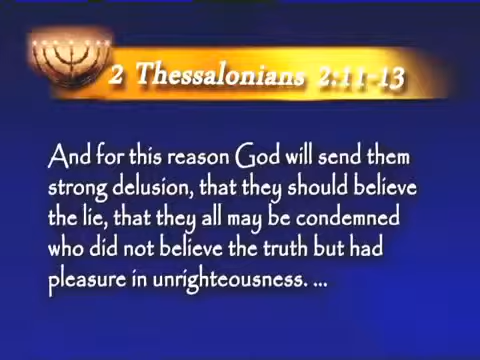 2 Thessalonians 2:11-13
And for this reason God will send them
strong delusion, that they should believe
the lie, that they all may be condemned
who did not believe the truth but had
pleasure in unrighteousness. ...